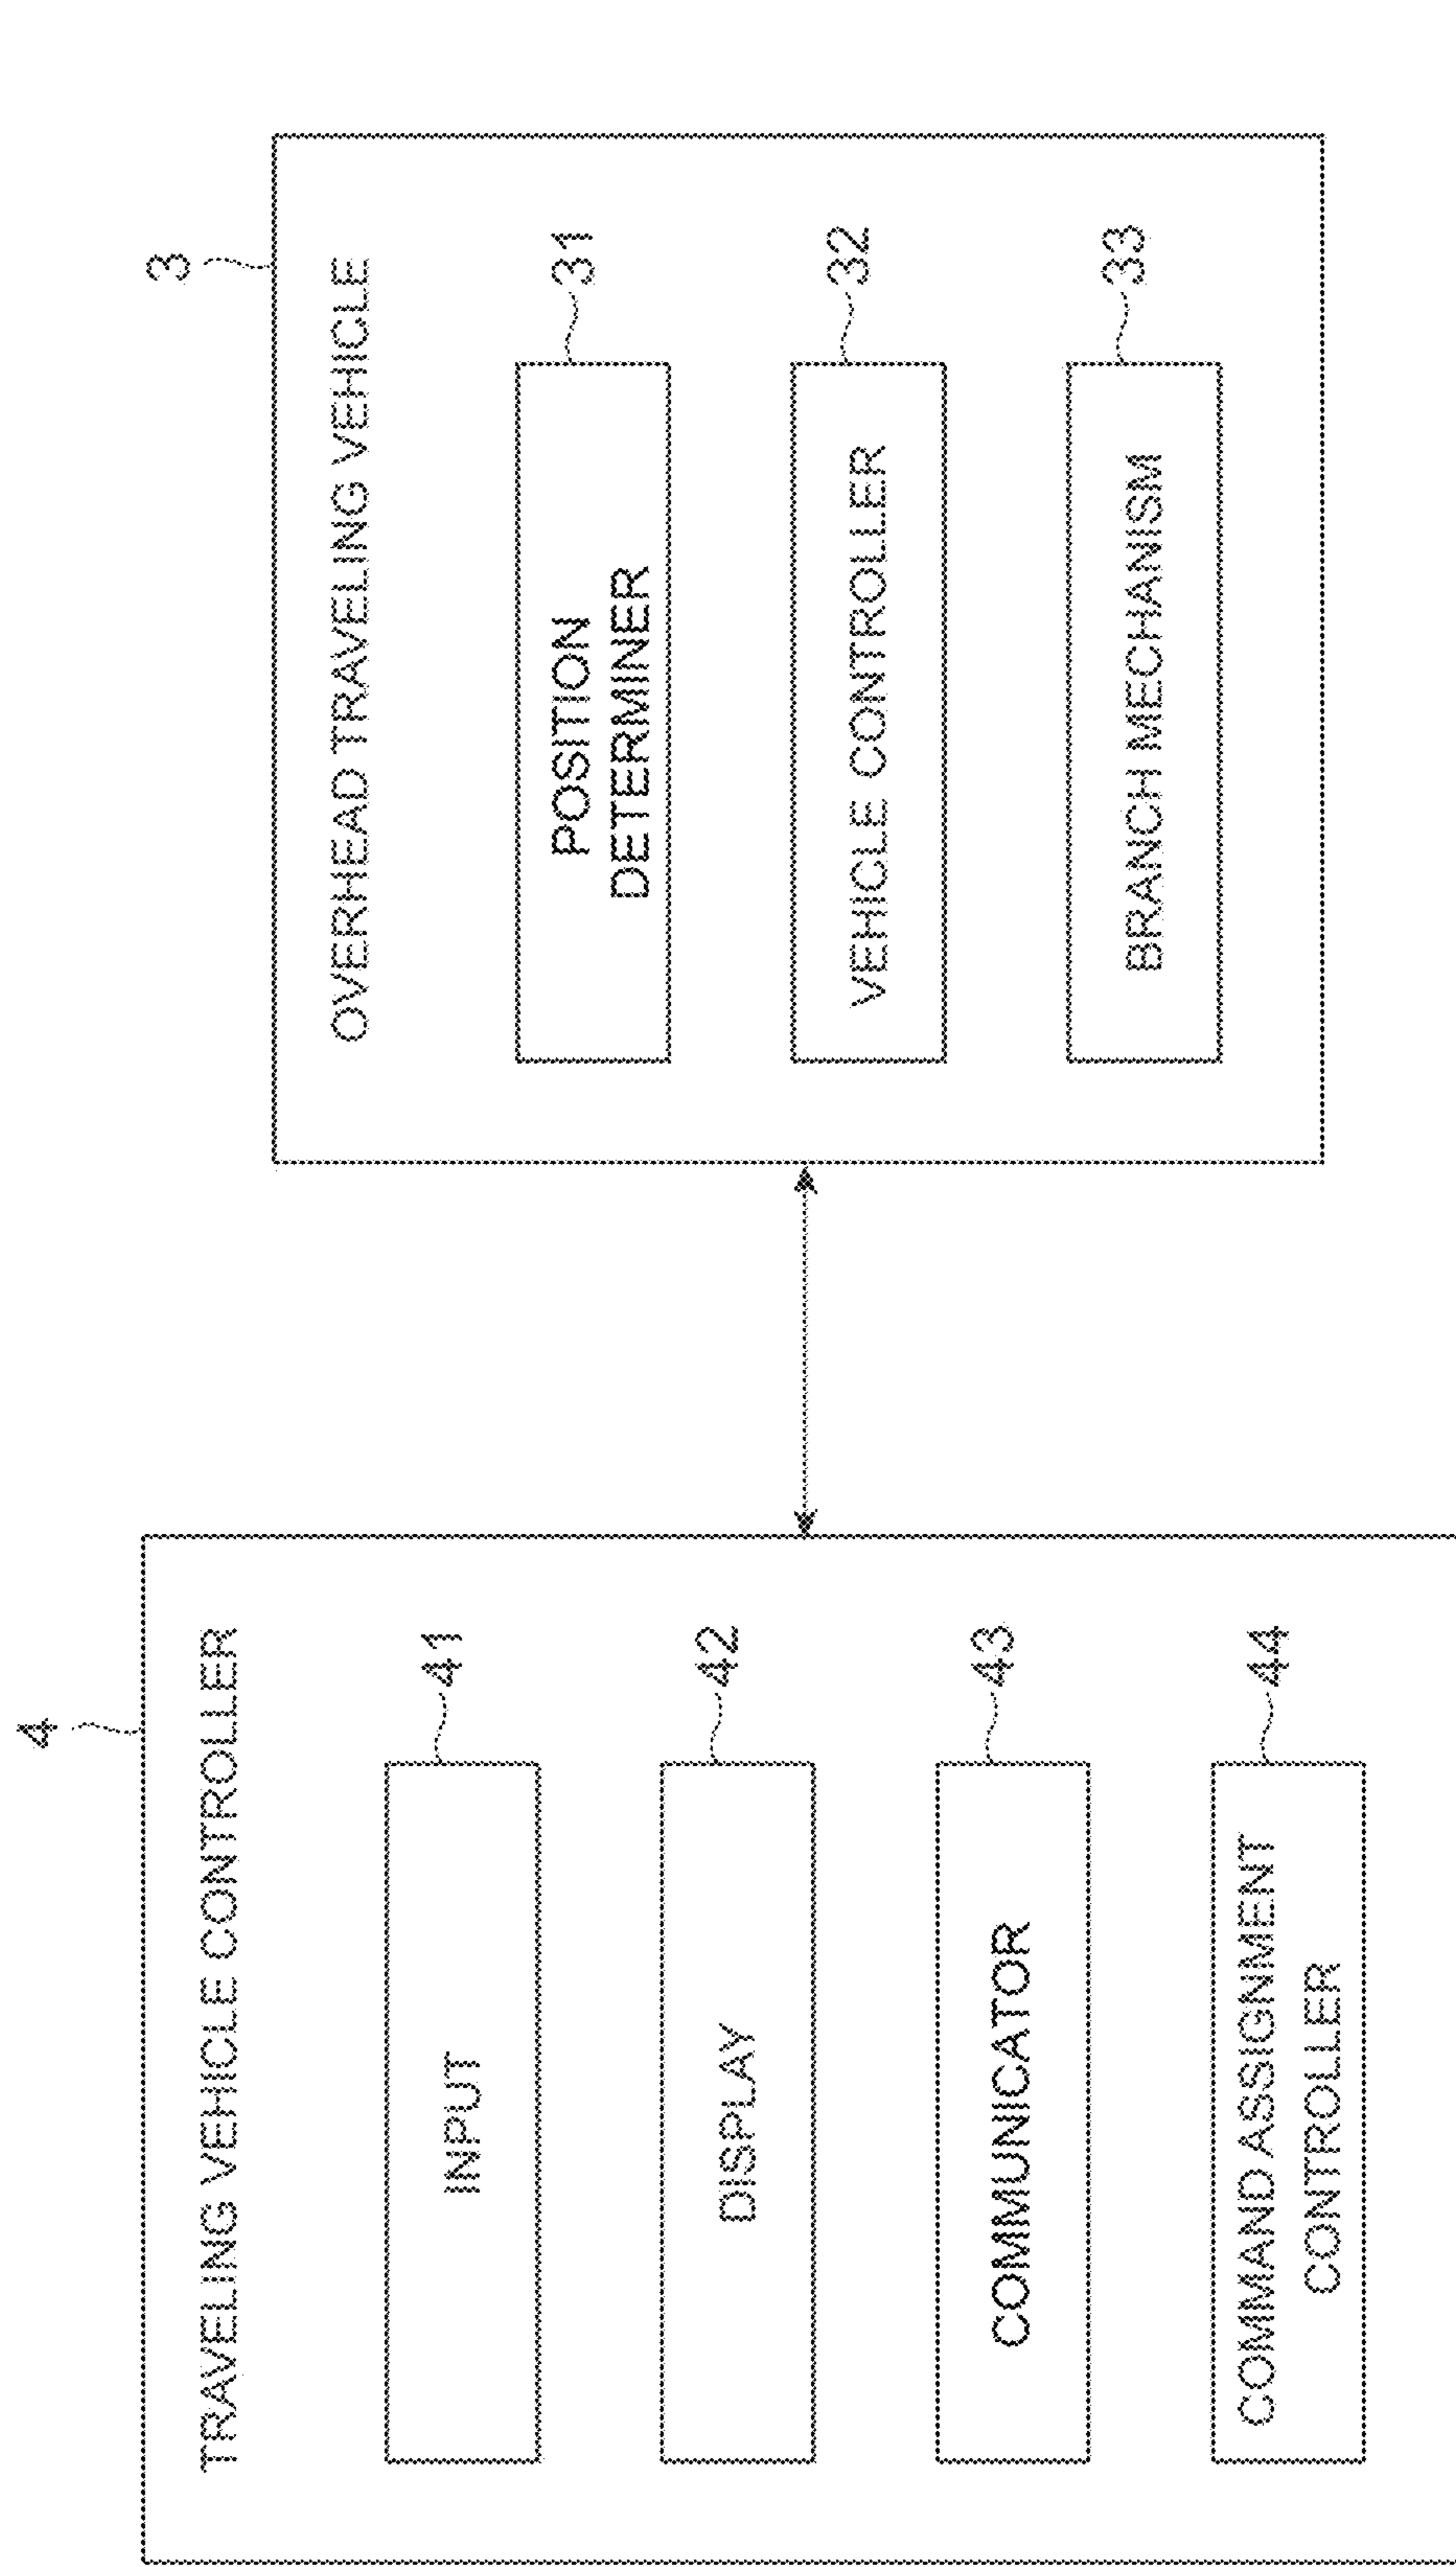 4
TRAVELING VEHICLE CONTROLLER
41
INPUT
42
DISPLAY
43
COMMUNICATOR
44
COMMAND ASSIGNMENT
CONTROLLER
3
OVERHEAD TRAVELING VEHICLE
31
POSITION
DETERMINER
32
VEHICLE CONTROLLER
33
BRANCH MECHANISM